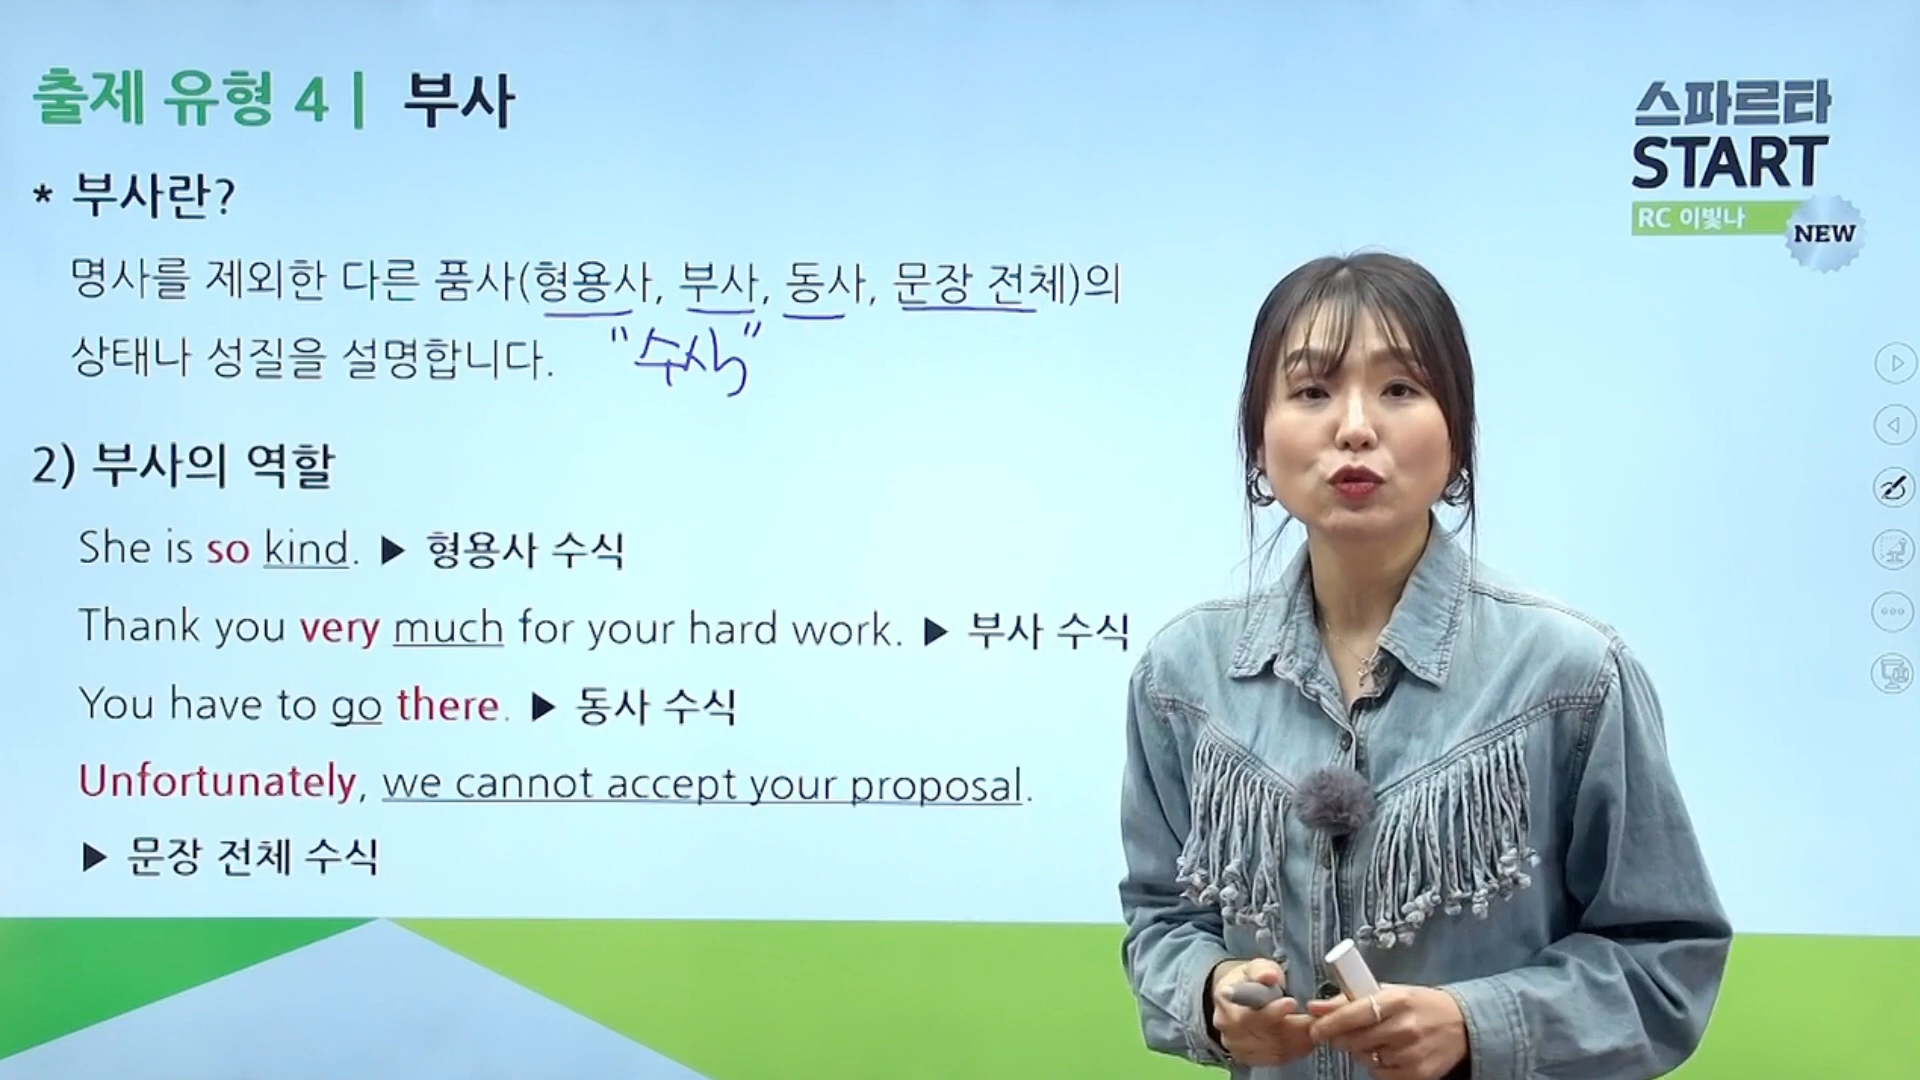 출제 유형 4 | 부사
스파르타
START
RC 이빛나
NEW
* 부사란?
명사를 제외한 다른 품사(형용사, 부사, 동사, 문장 전체)의
상태나 성질을 설명합니다. "수식"
2) 부사의 역할
She is so kind. ▶ 형용사 수식
Thank you very much for your hard work. ▶ 부사 수식
You have to go there. ▶ 동사 수식
Unfortunately, we cannot accept your proposal.
▶ 문장 전체 수식